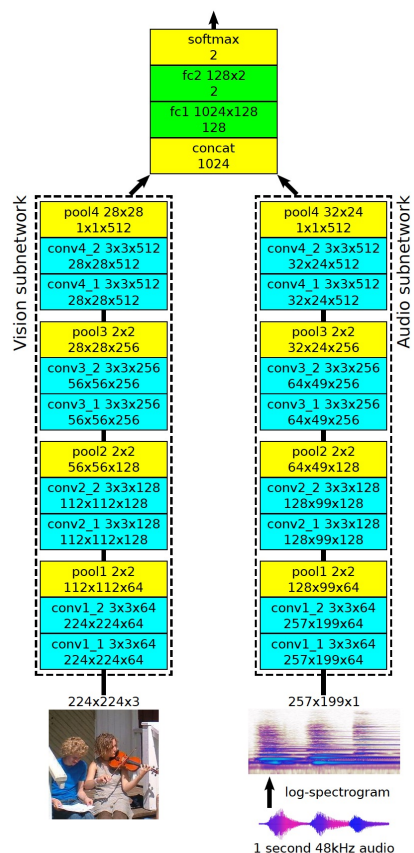 softmax
2
fc2 128x2
2
fc1 1024x128
128
concat
1024
Vision subnetwork
pool4 28x28
1x1x512
conv4_2 3x3x512
28x28x512
conv4_1 3x3x512
28x28x512
pool3 2x2
28x28x256
conv3_2 3x3x256
56x56x256
conv3_1 3x3x256
56x56x256
pool2 2x2
56x56x128
conv2_2 3x3x128
112x112x128
conv2_1 3x3x128
112x112x128
pool1 2x2
112x112x64
conv1_2 3x3x64
224x224x64
conv1_1 3x3x64
224x224x64
224x224x3
Audio subnetwork
pool4 32x24
1x1x512
conv4_2 3x3x512
32x24x512
conv4_1 3x3x512
32x24x512
pool3 2x2
32x24x256
conv3_2 3x3x256
64x49x256
conv3_1 3x3x256
64x49x256
pool2 2x2
64x49x128
conv2_2 3x3x128
128x99x128
conv2_1 3x3x128
128x99x128
pool1 2x2
128x99x64
conv1_2 3x3x64
257x199x64
conv1_1 3x3x64
257x199x64
257x199x1
log-spectrogram
1 second 48kHz audio